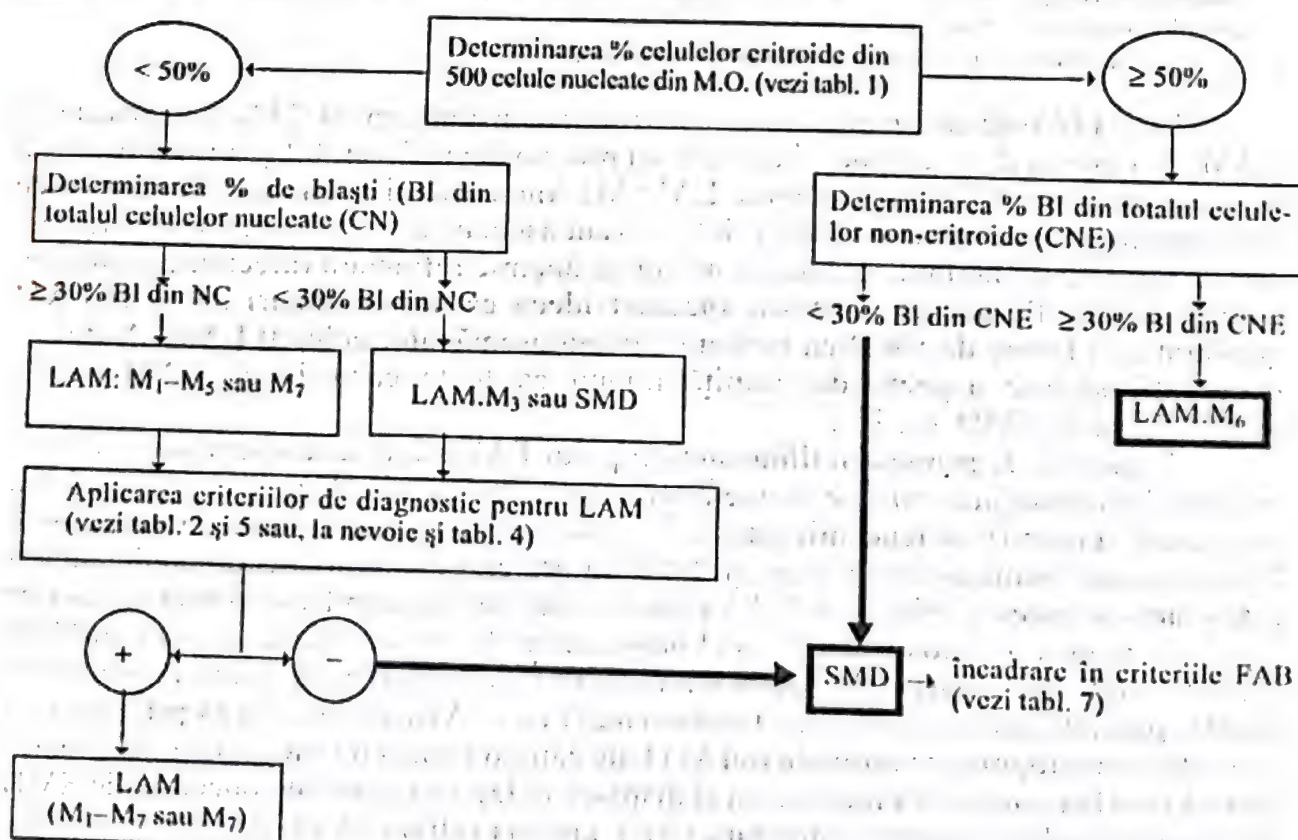 Determinarea % celulelor eritroide din
500 celule nucleate din M.O. (vezi tabl. 1)
< 50%
≥ 50%
Determinarea % de blaşti (Bl din
totalul celulelor nucleate (CN)
Determinarea % Bl din totalul celule-
lor non-eritroide (CNE)
≥ 30% Bl din NC
< 30% Bl din NC
< 30% Bl din CNE
≥ 30% Bl din CNE
LAM: M₁–M₅ sau M₇
LAM.M₃ sau SMD
LAM.M₆
Aplicarea criteriilor de diagnostic pentru LAM
(vezi tabl. 2 şi 5 sau, la nevoie şi tabl. 4)
+
–
SMD
încadrare în criteriile FAB
(vezi tabl. 7)
LAM
(M₁–M₇ sau M₇)